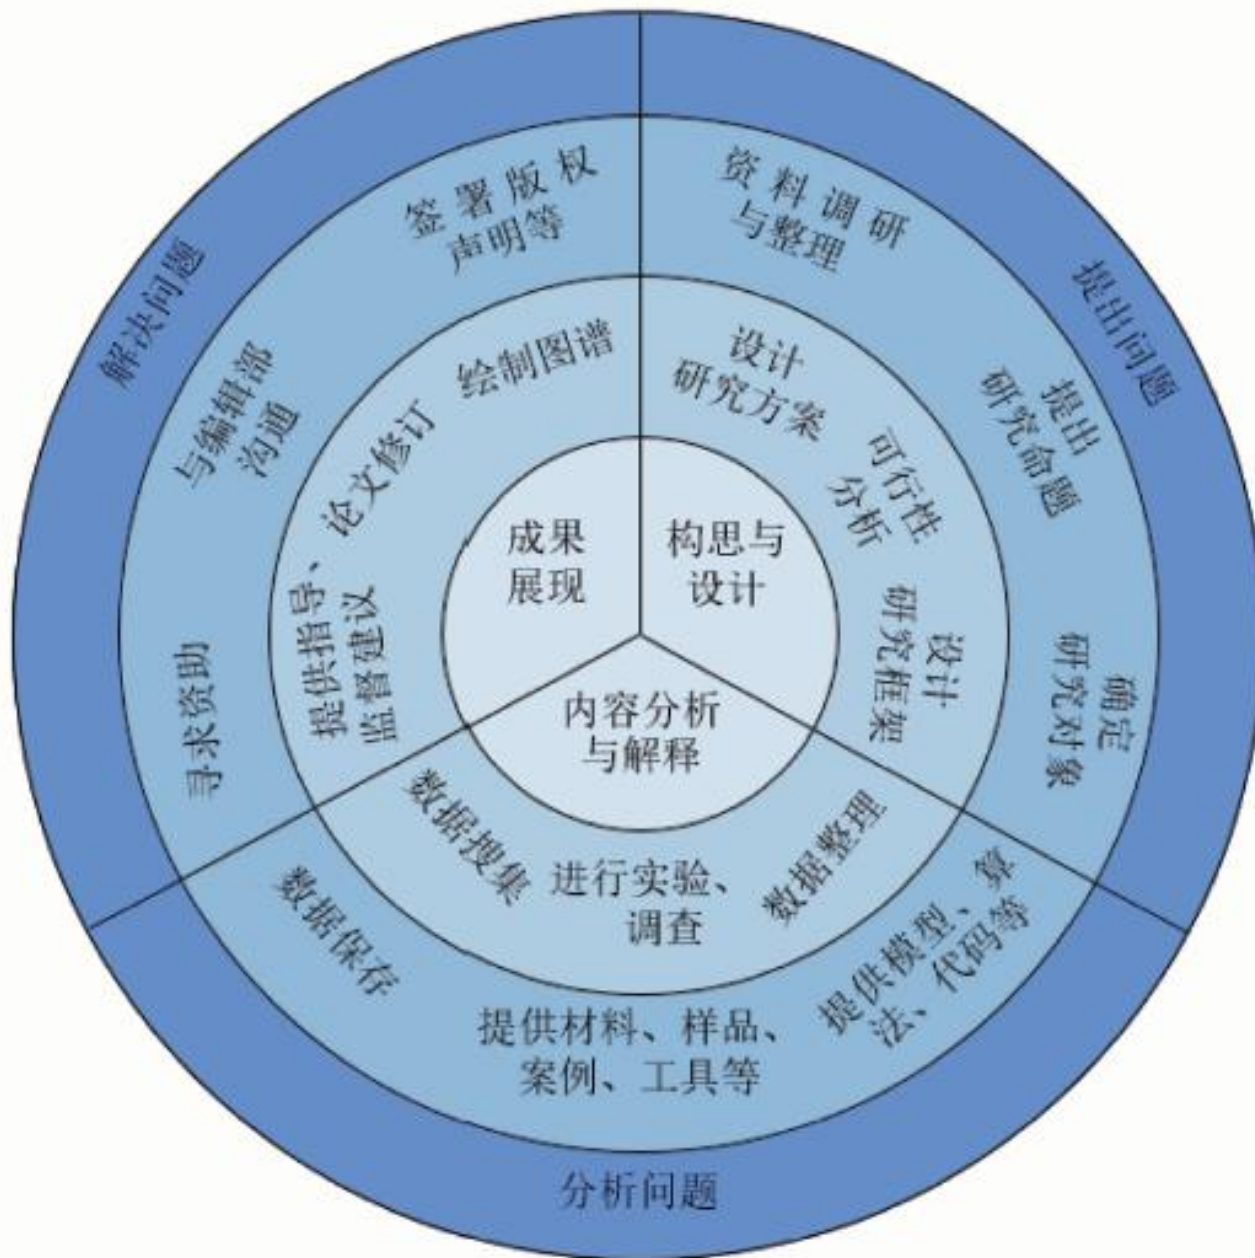 签署版权
声明等
资料调研
与整理
解决问题
提出问题
与编辑部
沟通
绘制图谱
设计
研究方案
提出
研究命题
论文修订
可行性
分析
成果
展现
构思与
设计
提供指导、
监督建议
设计
研究框架
确定
研究对象
寻求资助
内容分析
与解释
数据搜集
进行实验、
调查
数据整理
数据保存
提供材料、样品、
案例、工具等
提供模型、算
法、代码等
分析问题